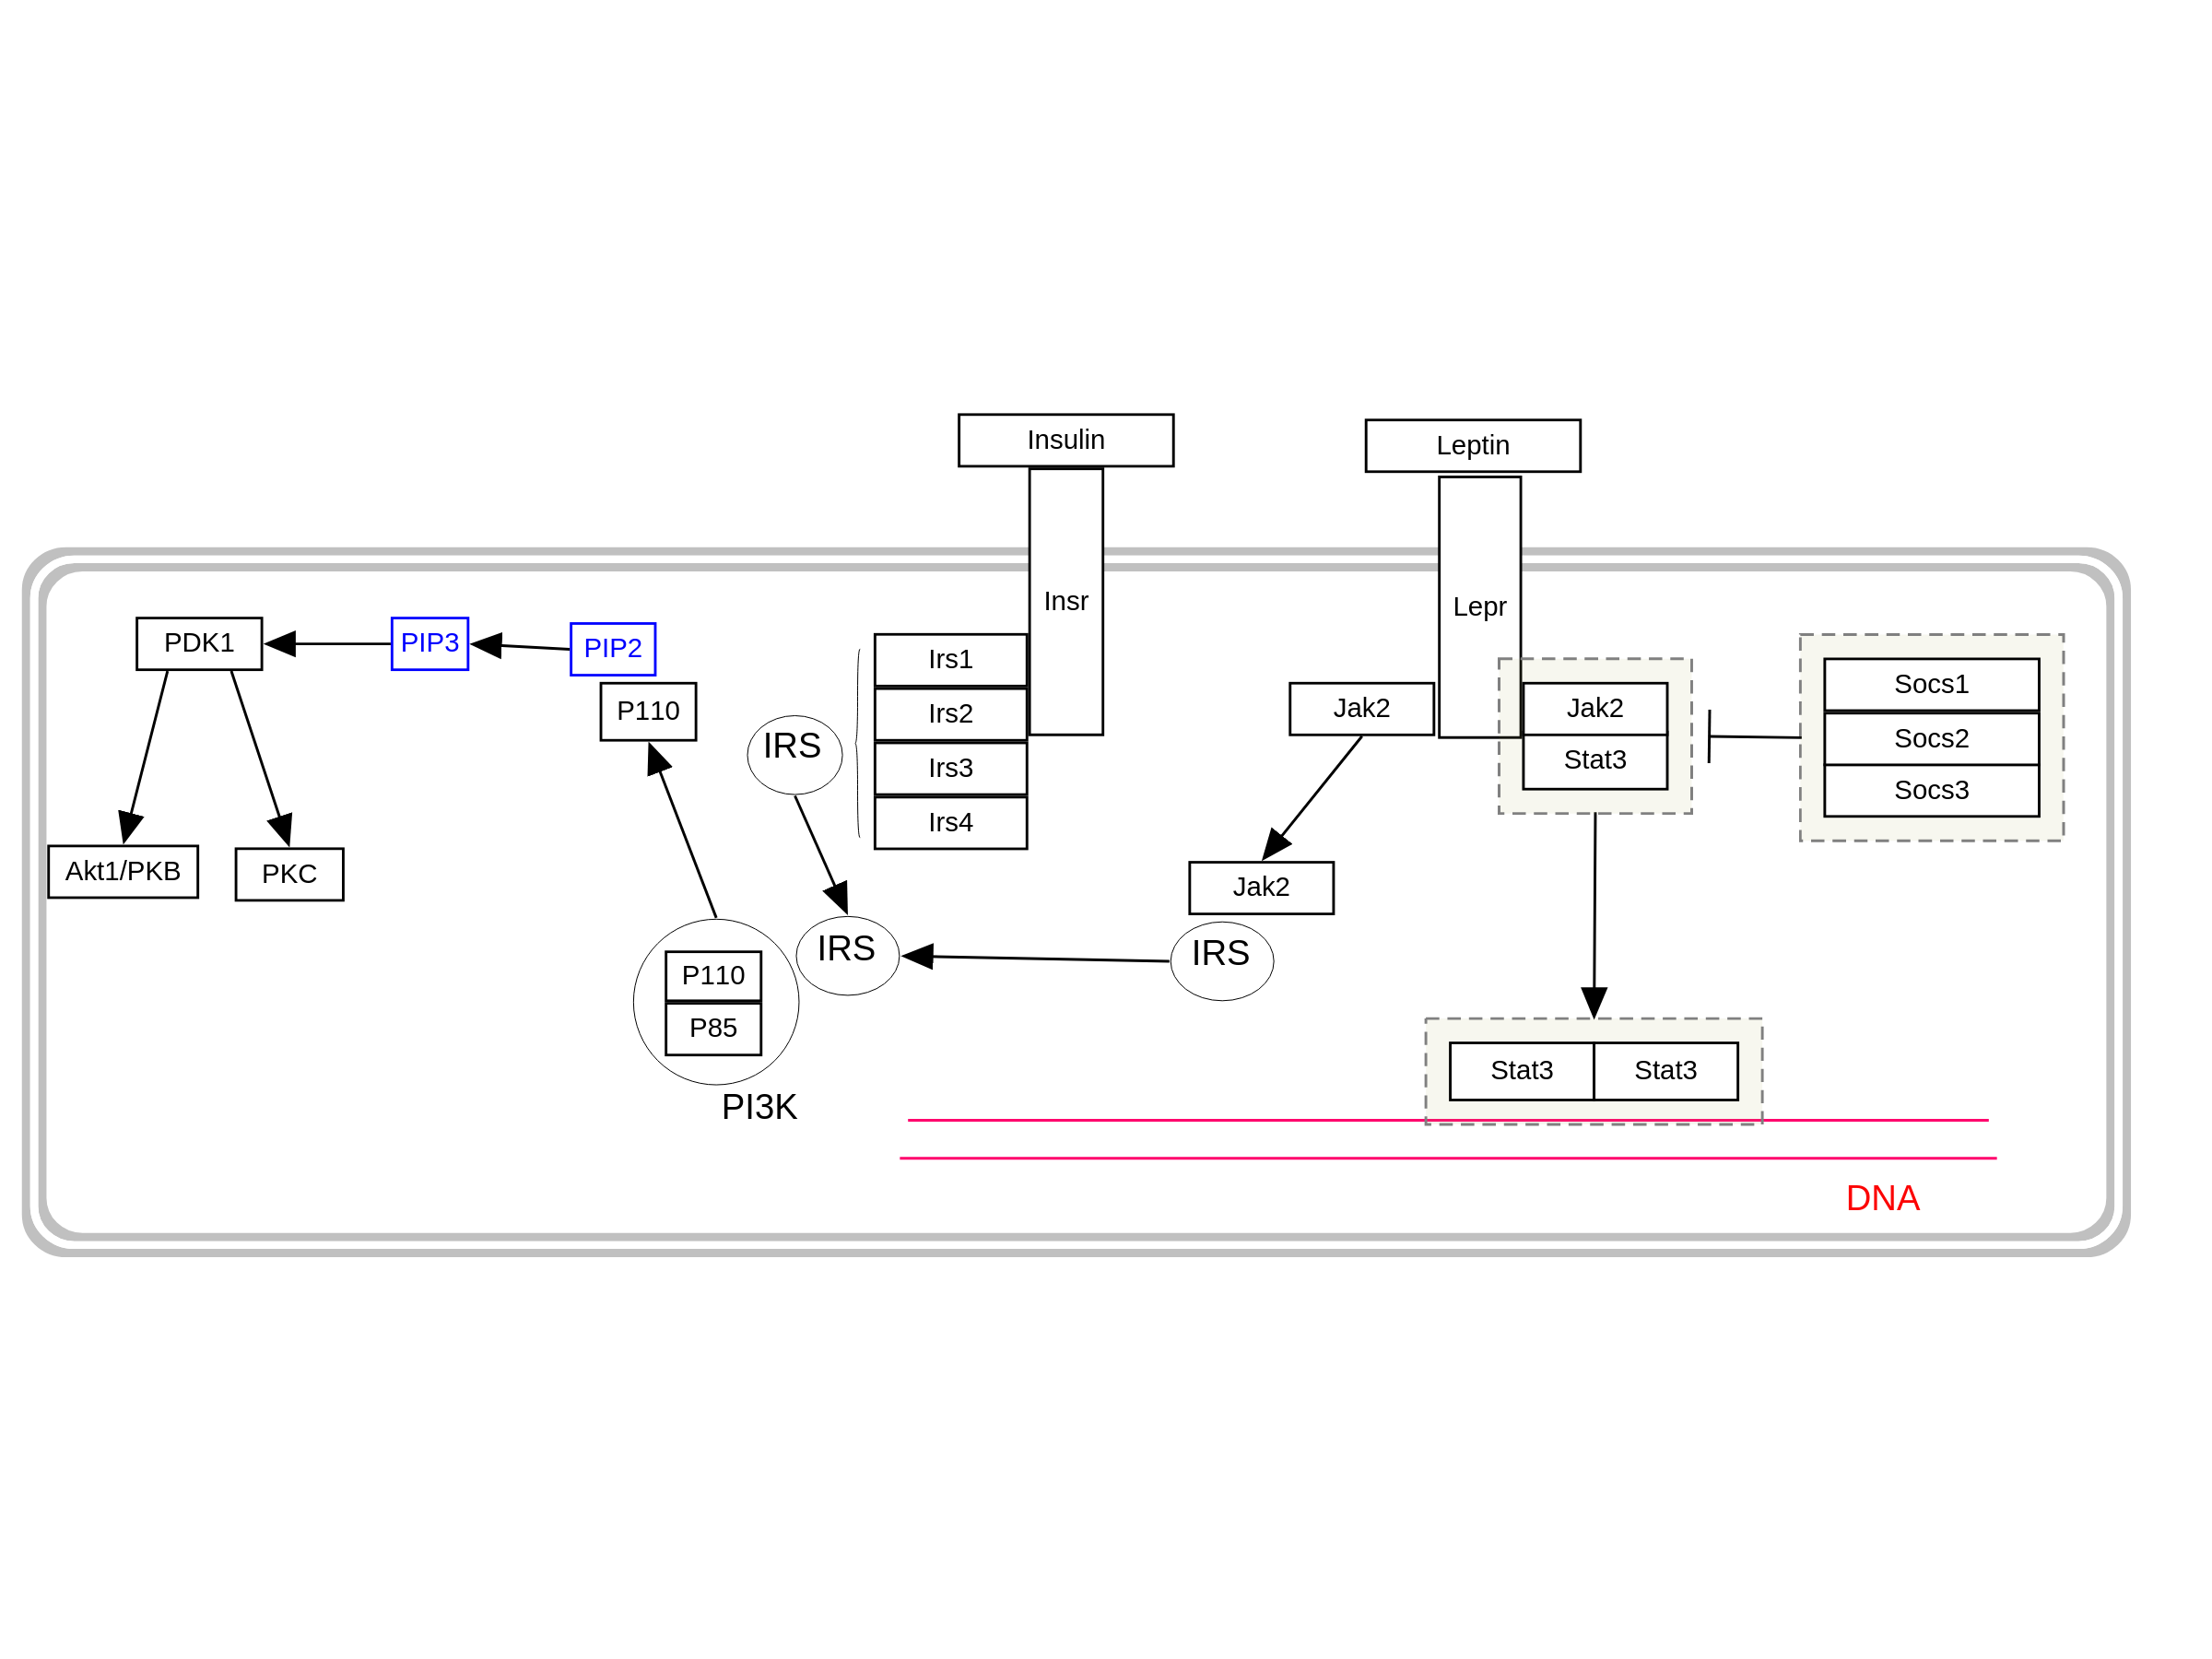 Insulin
Leptin
Insr
Lepr
PDK1
PIP3
PIP2
P110
IRS
Irs1
Irs2
Irs3
Irs4
Jak2
Jak2
Stat3
Socs1
Socs2
Socs3
Akt1/PKB
PKC
Jak2
IRS
IRS
P110
P85
PI3K
Stat3
Stat3
DNA